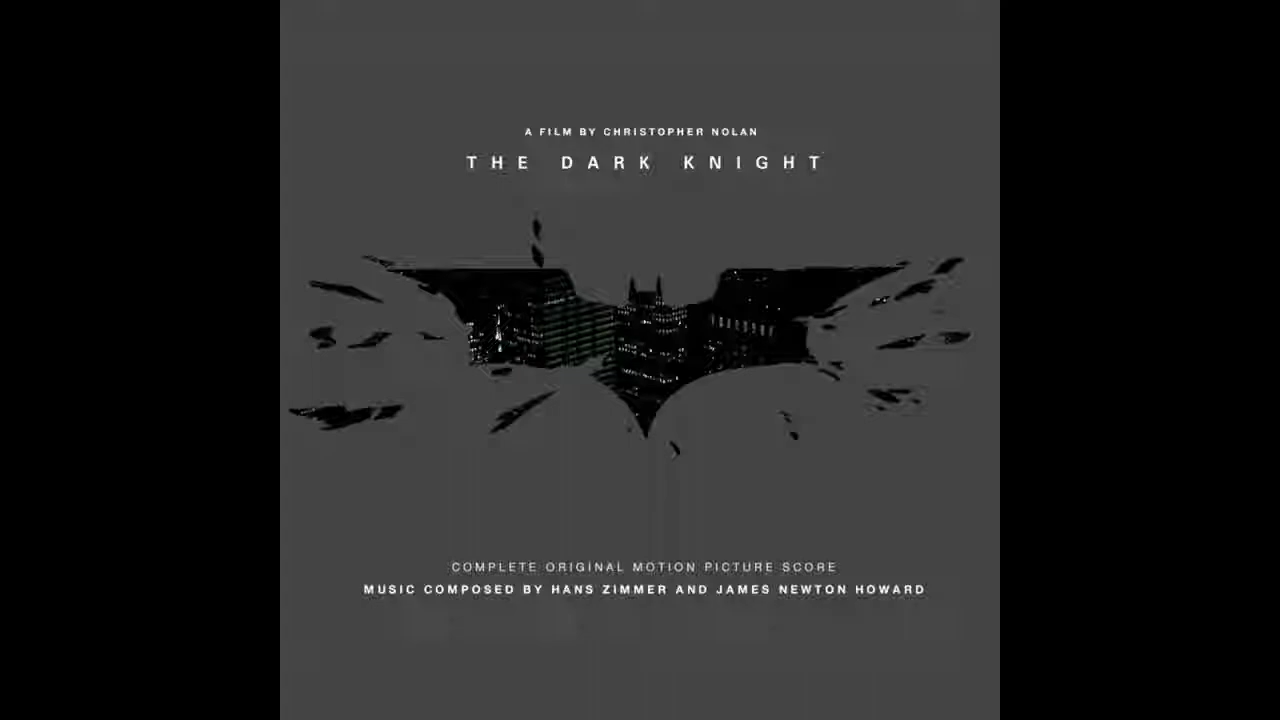 A FILM BY CHRISTOPHER NOLAN
THE DARK KNIGHT
COMPLETE ORIGINAL MOTION PICTURE SCORE
MUSIC COMPOSED BY HANS ZIMMER AND JAMES NEWTON HOWARD